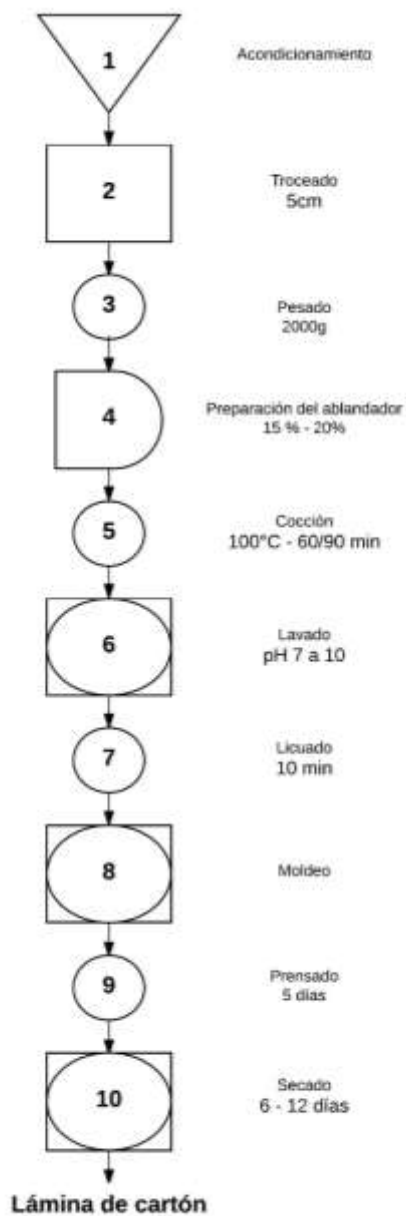 1
Acondicionamiento
2
Troceado
5cm
3
Pesado
2000g
4
Preparación del ablandador
15 % - 20%
5
Cocción
100°C - 60/90 min
6
Lavado
pH 7 a 10
7
Licuado
10 min
8
Moldeo
9
Prensado
5 días
10
Secado
6 - 12 días
Lámina de cartón